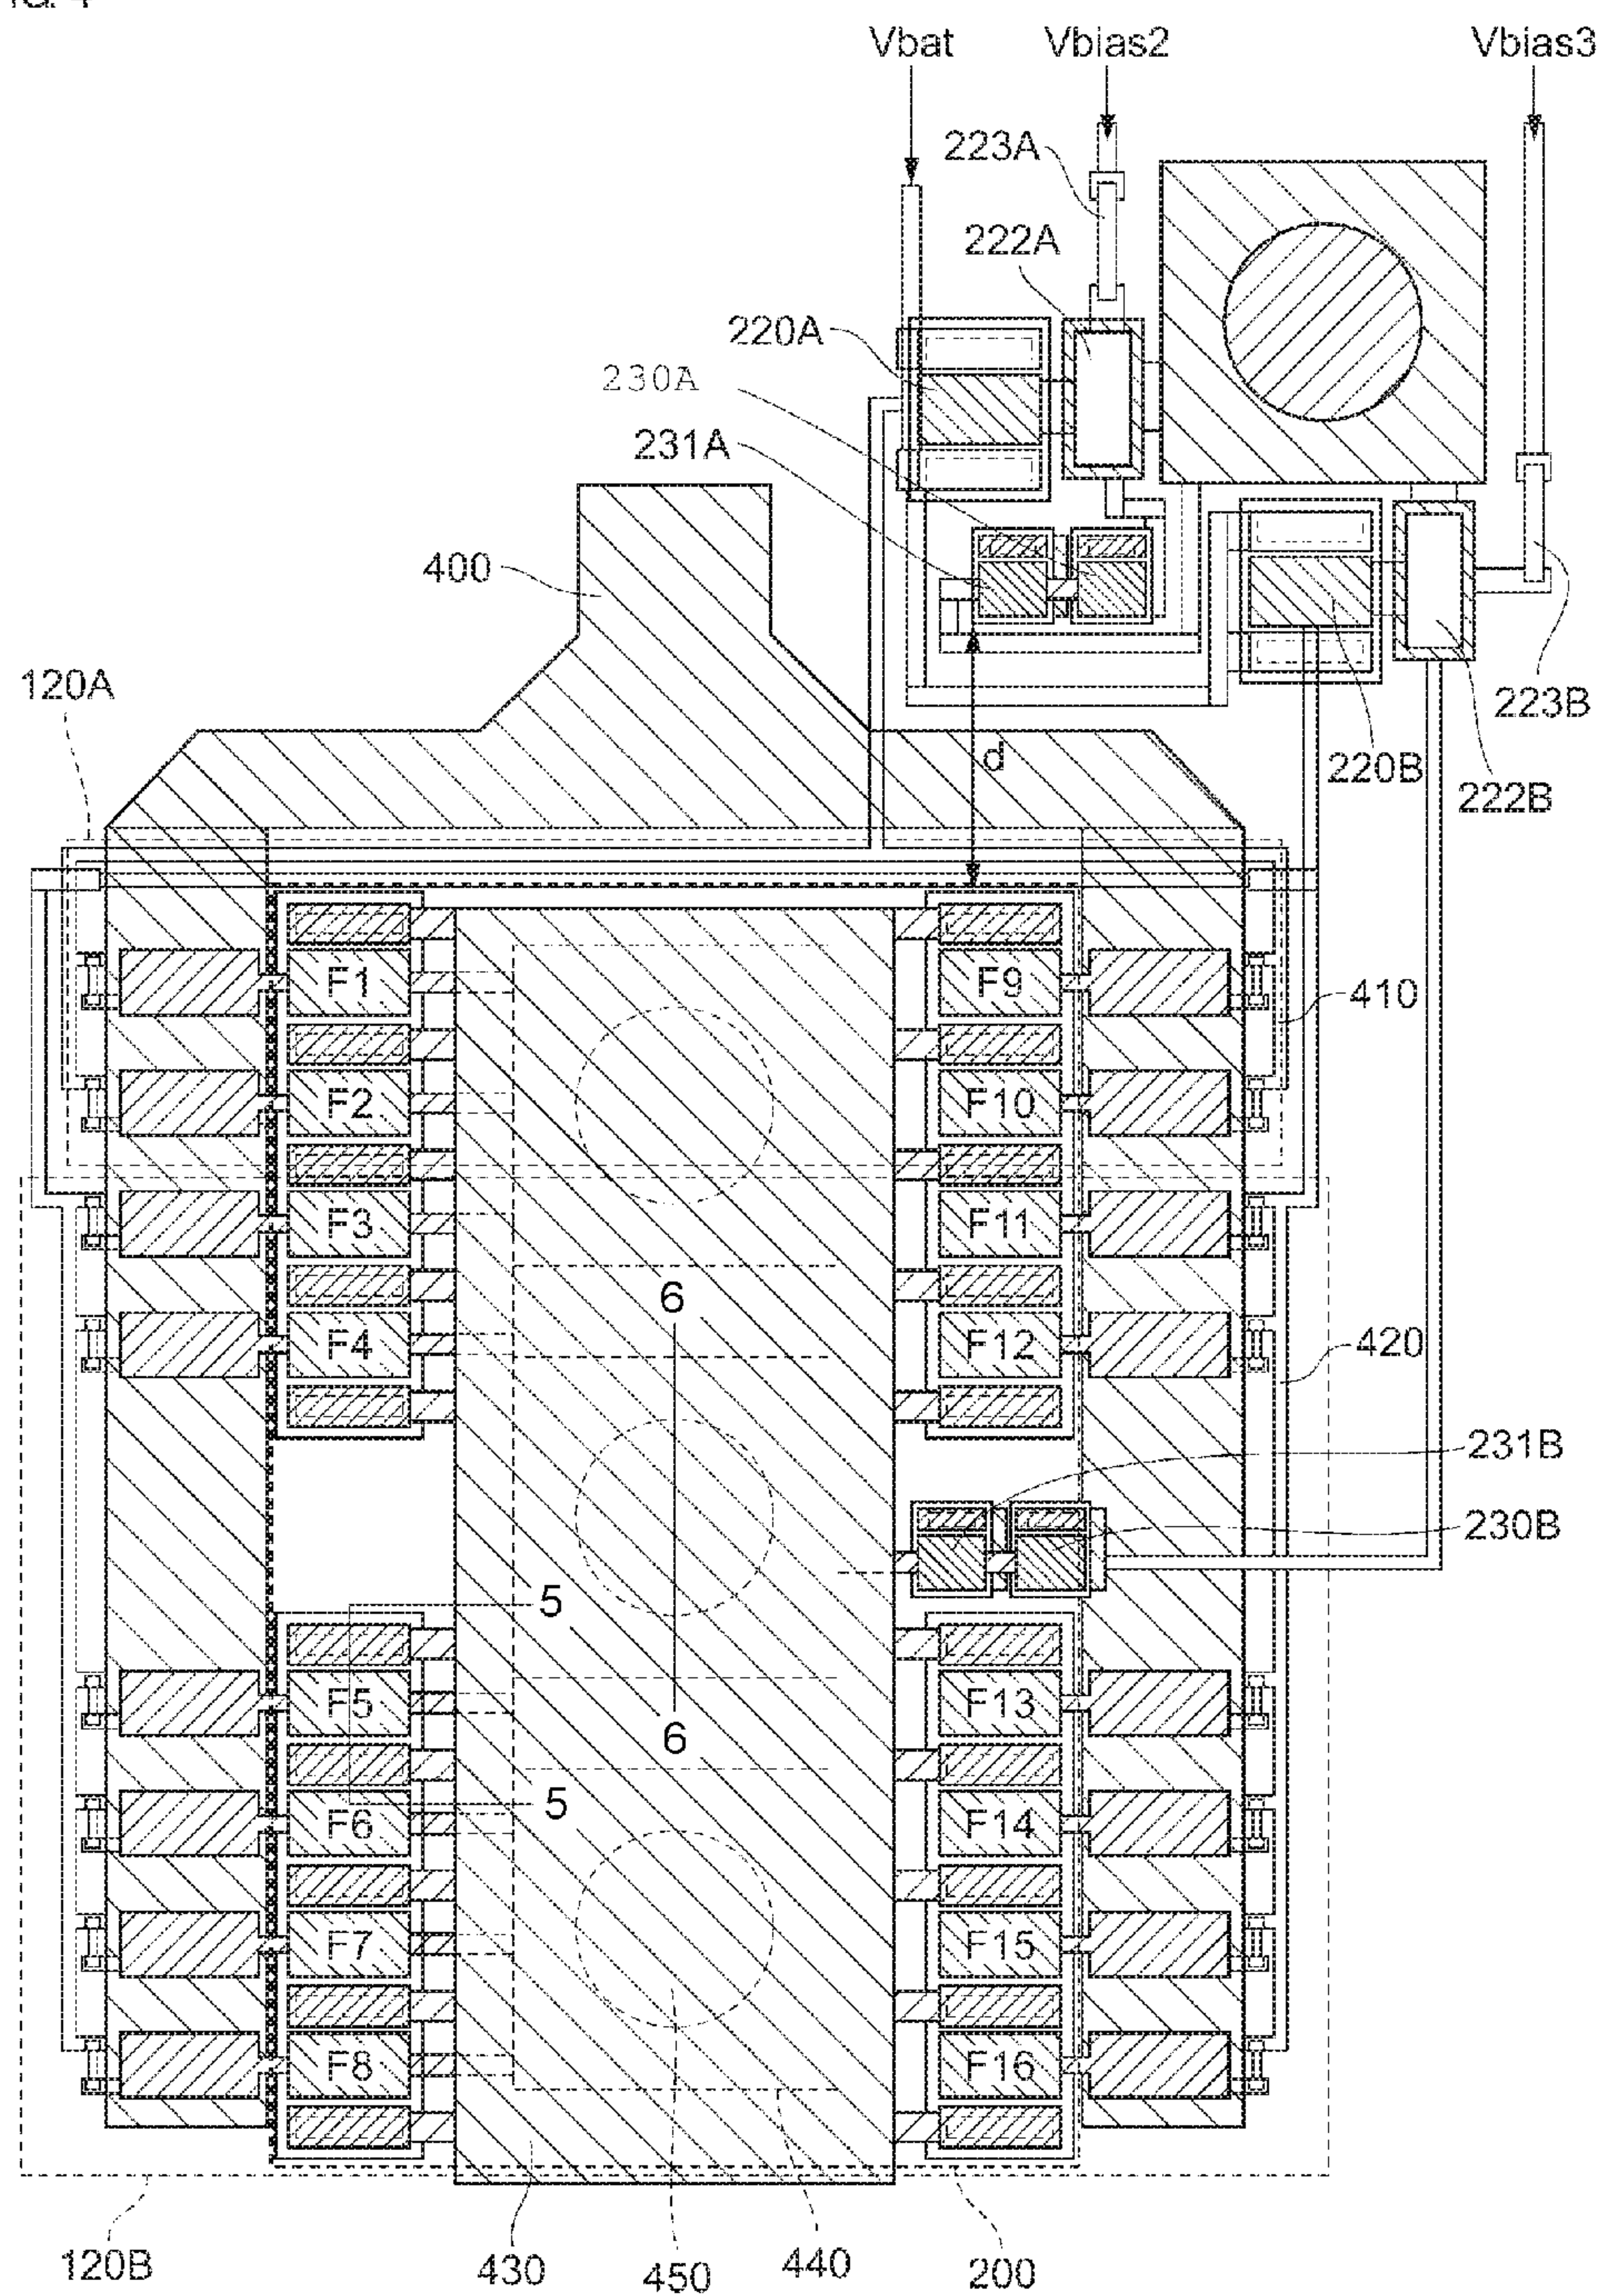 Vbat Vbias2 Vbias3
223A
222A
220A
230A
231A
400
120A
223B
d
220B
222B
F1 F9
410
F2 F10
F3 F11
6
F4 F12
420
231B
230B
5
F5 F13
6
5
F6 F14
F7 F15
F8 F16
120B 430 450 440 200